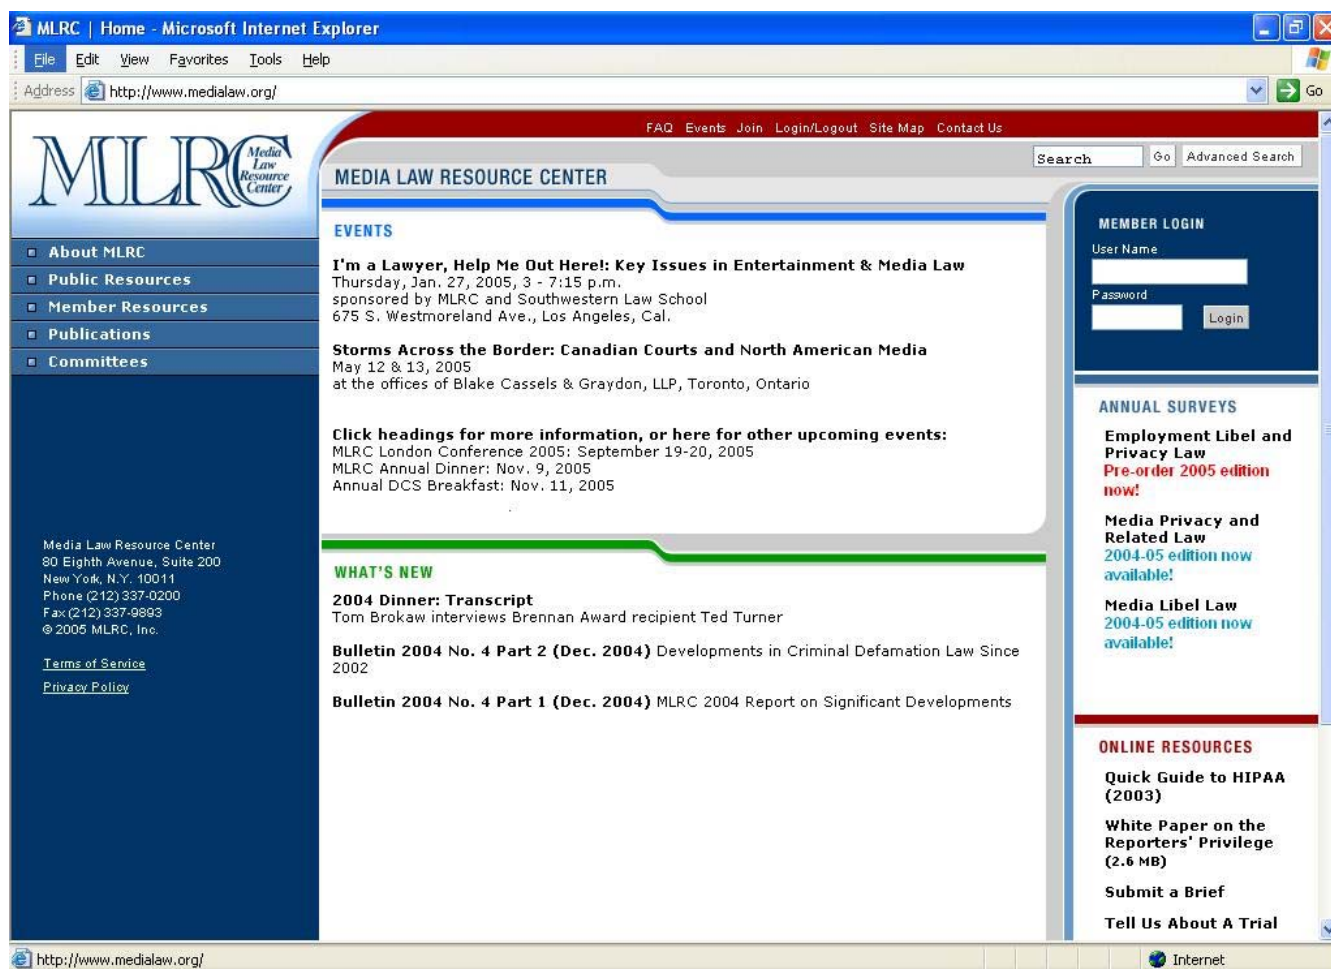 MLRC | Home - Microsoft Internet Explorer
File Edit View Favorites Tools Help
Address http://www.medialaw.org/ Go
MLRC
Media
Law
Resource
Center
FAQ Events Join Login/Logout Site Map Contact Us
Search Go Advanced Search
MEDIA LAW RESOURCE CENTER
About MLRC
Public Resources
Member Resources
Publications
Committees
Media Law Resource Center
80 Eighth Avenue, Suite 200
New York, N.Y. 10011
Phone (212) 337-0200
Fax (212) 337-9893
© 2005 MLRC, Inc.
Terms of Service
Privacy Policy
EVENTS
I'm a Lawyer, Help Me Out Here!: Key Issues in Entertainment & Media Law
Thursday, Jan. 27, 2005, 3 - 7:15 p.m.
sponsored by MLRC and Southwestern Law School
675 S. Westmoreland Ave., Los Angeles, Cal.
Storms Across the Border: Canadian Courts and North American Media
May 12 & 13, 2005
at the offices of Blake Cassels & Graydon, LLP, Toronto, Ontario
Click headings for more information, or here for other upcoming events:
MLRC London Conference 2005: September 19-20, 2005
MLRC Annual Dinner: Nov. 9, 2005
Annual DCS Breakfast: Nov. 11, 2005
WHAT'S NEW
2004 Dinner: Transcript
Tom Brokaw interviews Brennan Award recipient Ted Turner
Bulletin 2004 No. 4 Part 2 (Dec. 2004) Developments in Criminal Defamation Law Since
2002
Bulletin 2004 No. 4 Part 1 (Dec. 2004) MLRC 2004 Report on Significant Developments
MEMBER LOGIN
User Name
Password
Login
ANNUAL SURVEYS
Employment Libel and
Privacy Law
Pre-order 2005 edition
now!
Media Privacy and
Related Law
2004-05 edition now
available!
Media Libel Law
2004-05 edition now
available!
ONLINE RESOURCES
Quick Guide to HIPAA
(2003)
White Paper on the
Reporters' Privilege
(2.6 MB)
Submit a Brief
Tell Us About A Trial
http://www.medialaw.org/ Internet